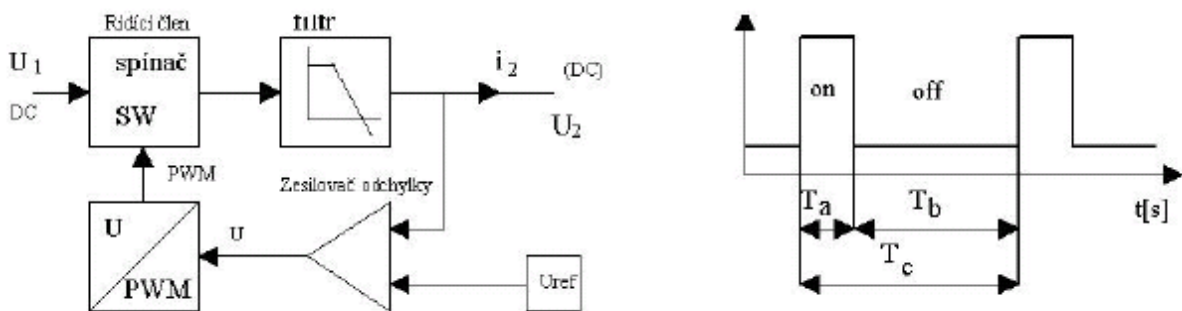 Řídící člen
filtr
U1
spínač
i2
(DC)
DC
SW
U2
PWM
Zesilovač odchylky
U
U
PWM
Uref
on
off
Ta
Tb
t[s]
Tc